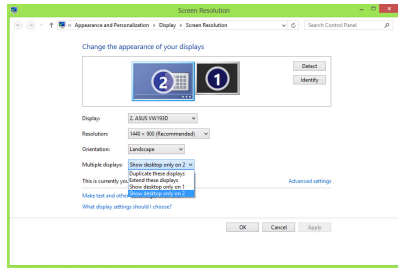 Screen Resolution
« Appearance and Personalization › Display › Screen Resolution
Search Control Panel
Change the appearance of your displays
2
1
Detect
Identify
Display: 2. ASUS VW193D
Resolution: 1440 × 900 (Recommended)
Orientation: Landscape
Multiple displays: Show desktop only on 2
Duplicate these displays
This is currently you
Extend these displays
Show desktop only on 1
Advanced settings
Make text and othe
Show desktop only on 2
What display settings should I choose?
OK Cancel Apply